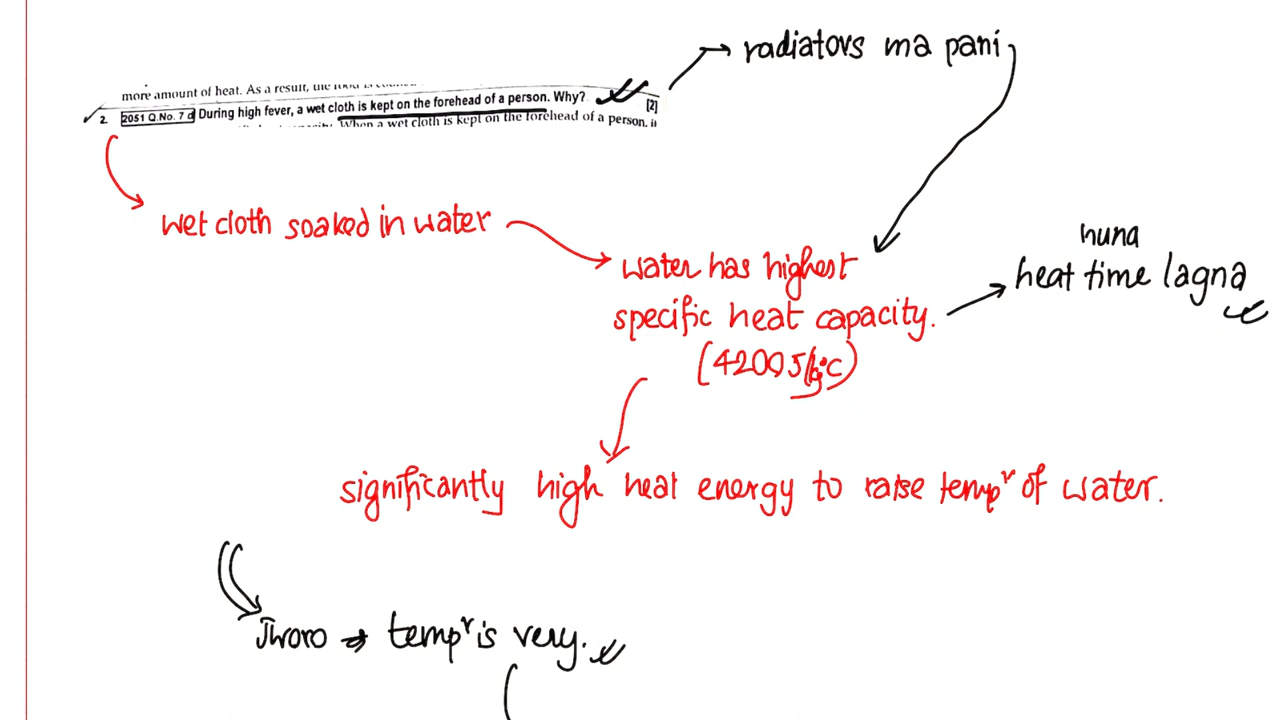 radiators ma pani
more amount of heat. As a result, the food is
2. 2051 Q.No. 7 d During high fever, a wet cloth is kept on the forehead of a person. Why? [2]
When a wet cloth is kept on the forehead of a person,
wet cloth soaked in water
water has highest
specific heat capacity.
(4200J/kg°C)
huna
heat time lagna
significantly high heat energy to raise tempʳ of water.
Jworo → tempʳ is very.